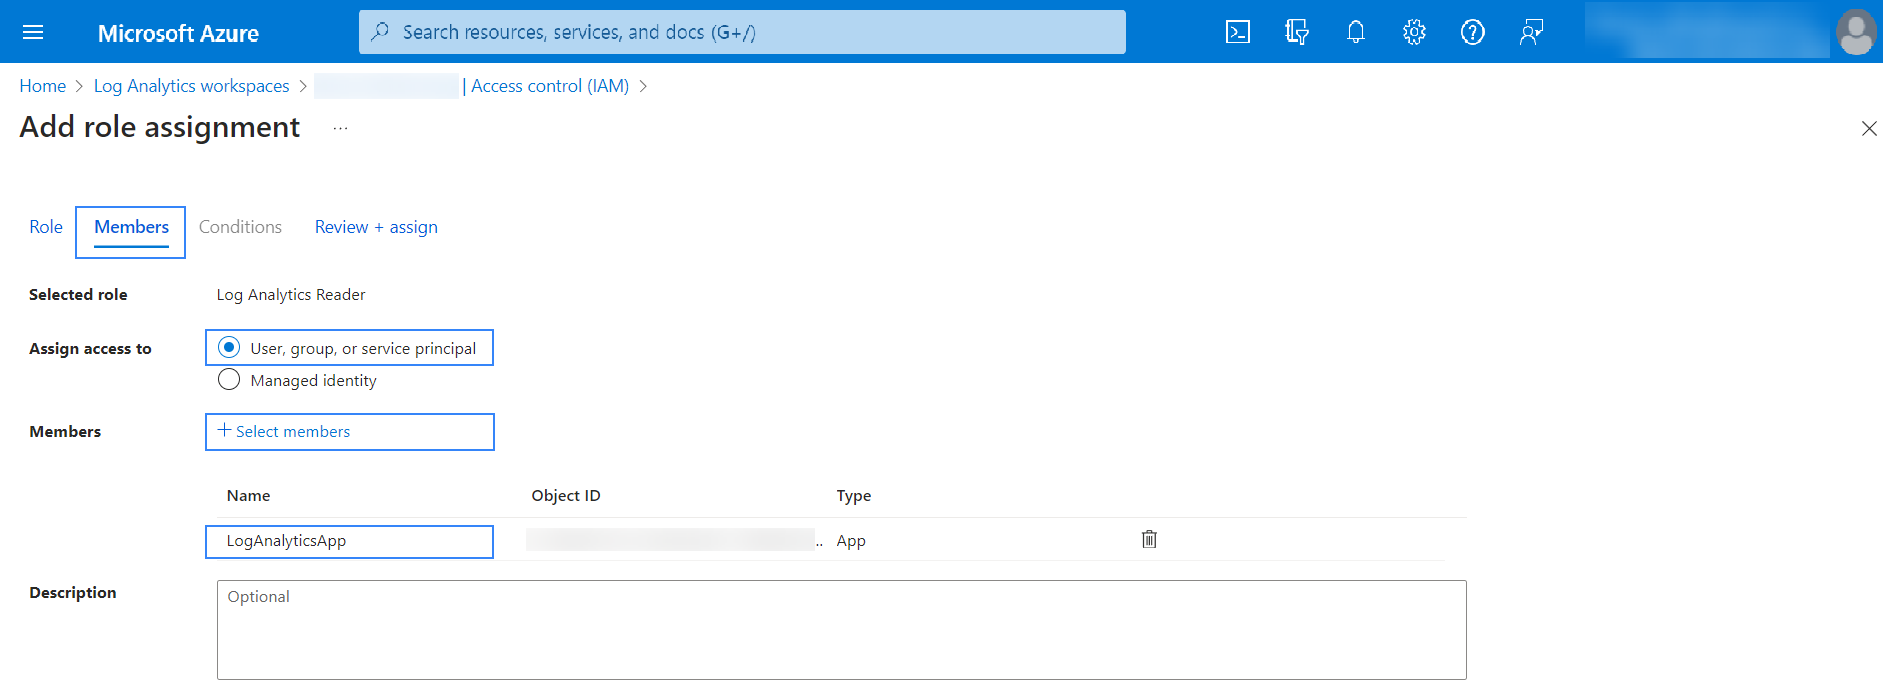 Microsoft Azure
Search resources, services, and docs (G+/)
Home > Log Analytics workspaces > | Access control (IAM) >
Add role assignment ...
Role Members Conditions Review + assign
Selected role Log Analytics Reader
Assign access to User, group, or service principal
Managed identity
Members + Select members
Name Object ID Type
LogAnalyticsApp .. App
Description Optional